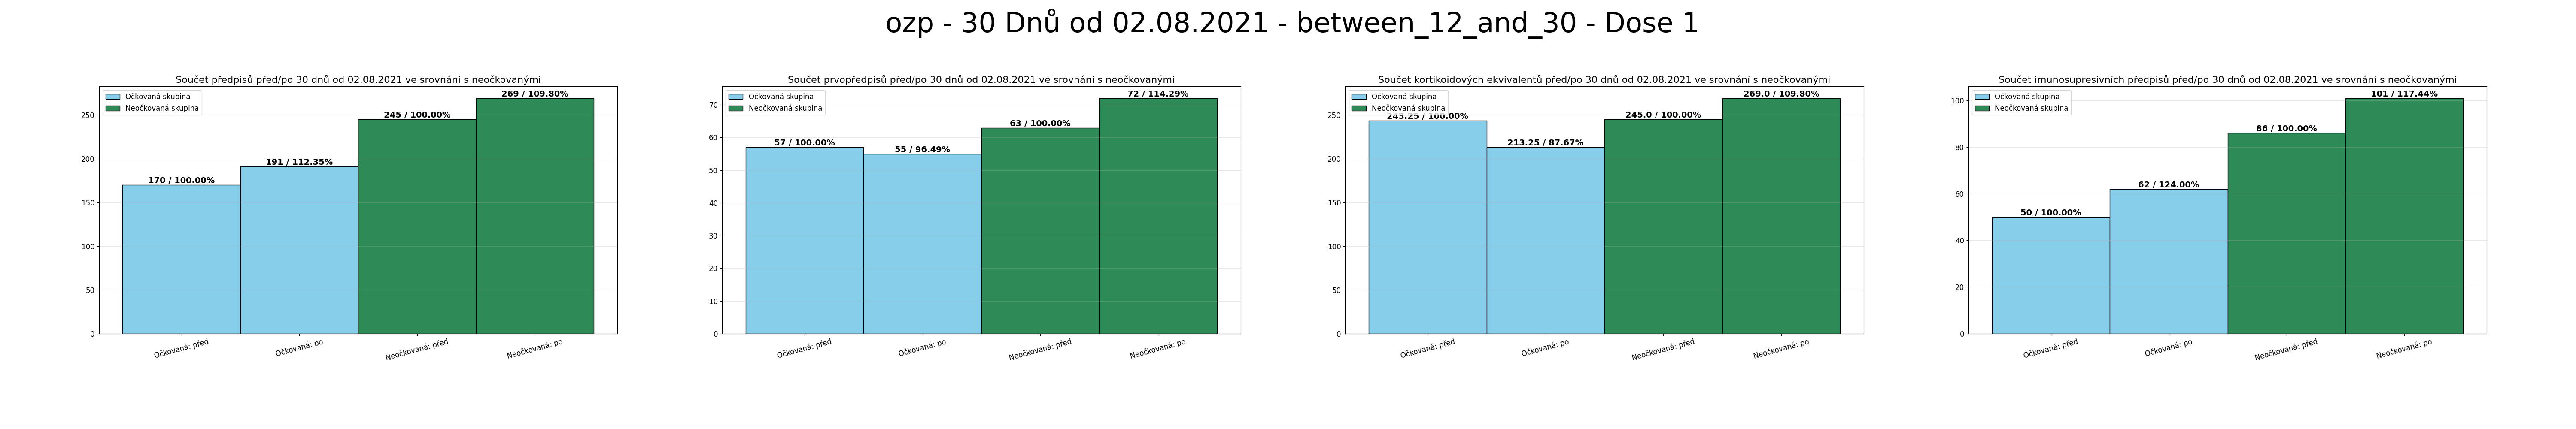 ozp - 30 Dnů od 02.08.2021 - between_12_and_30 - Dose 1
Součet předpisů před/po 30 dnů od 02.08.2021 ve srovnání s neočkovanými
Očkovaná skupina
Neočkovaná skupina
170 / 100.00%
191 / 112.35%
245 / 100.00%
269 / 109.80%
250
200
150
100
50
0
Očkovaná: před
Očkovaná: po
Neočkovaná: před
Neočkovaná: po
Součet prvopředpisů před/po 30 dnů od 02.08.2021 ve srovnání s neočkovanými
Očkovaná skupina
Neočkovaná skupina
57 / 100.00%
55 / 96.49%
63 / 100.00%
72 / 114.29%
70
60
50
40
30
20
10
0
Očkovaná: před
Očkovaná: po
Neočkovaná: před
Neočkovaná: po
Součet kortikoidových ekvivalentů před/po 30 dnů od 02.08.2021 ve srovnání s neočkovanými
Očkovaná skupina
Neočkovaná skupina
243.25 / 100.00%
213.25 / 87.67%
245.0 / 100.00%
269.0 / 109.80%
250
200
150
100
50
0
Očkovaná: před
Očkovaná: po
Neočkovaná: před
Neočkovaná: po
Součet imunosupresivních předpisů před/po 30 dnů od 02.08.2021 ve srovnání s neočkovanými
Očkovaná skupina
Neočkovaná skupina
50 / 100.00%
62 / 124.00%
86 / 100.00%
101 / 117.44%
100
80
60
40
20
0
Očkovaná: před
Očkovaná: po
Neočkovaná: před
Neočkovaná: po